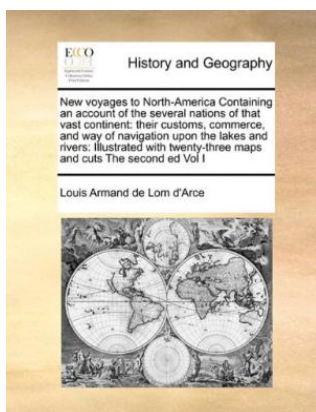 ECCO
History and Geography
New voyages to North-America Containing
an account of the several nations of that
vast continent: their customs, commerce,
and way of navigation upon the lakes and
rivers: Illustrated with twenty-three maps
and cuts The second ed Vol I
Louis Armand de Lom d'Arce